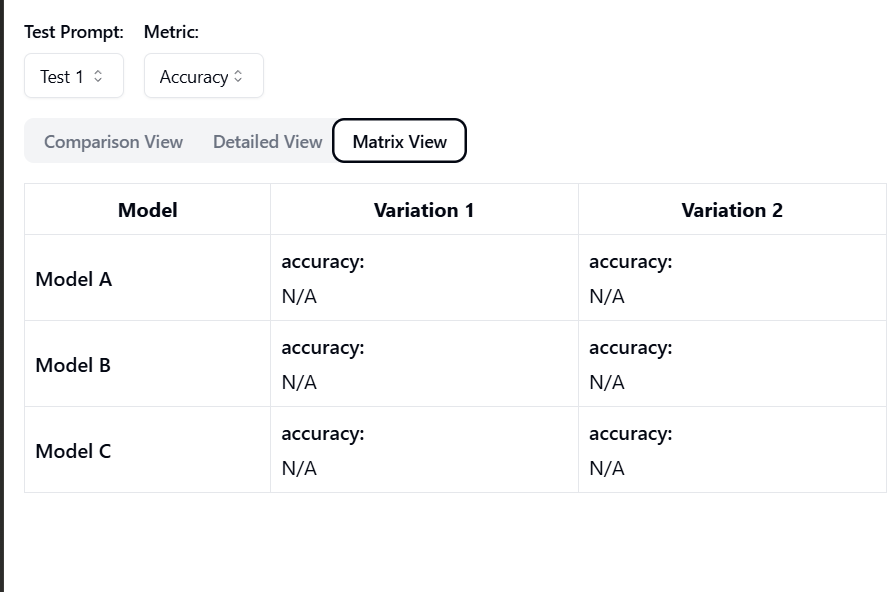 Test Prompt: Metric:
Test 1 Accuracy
Comparison View Detailed View Matrix View
Model Variation 1 Variation 2
Model A
accuracy: accuracy:
N/A N/A
Model B
accuracy: accuracy:
N/A N/A
Model C
accuracy: accuracy:
N/A N/A